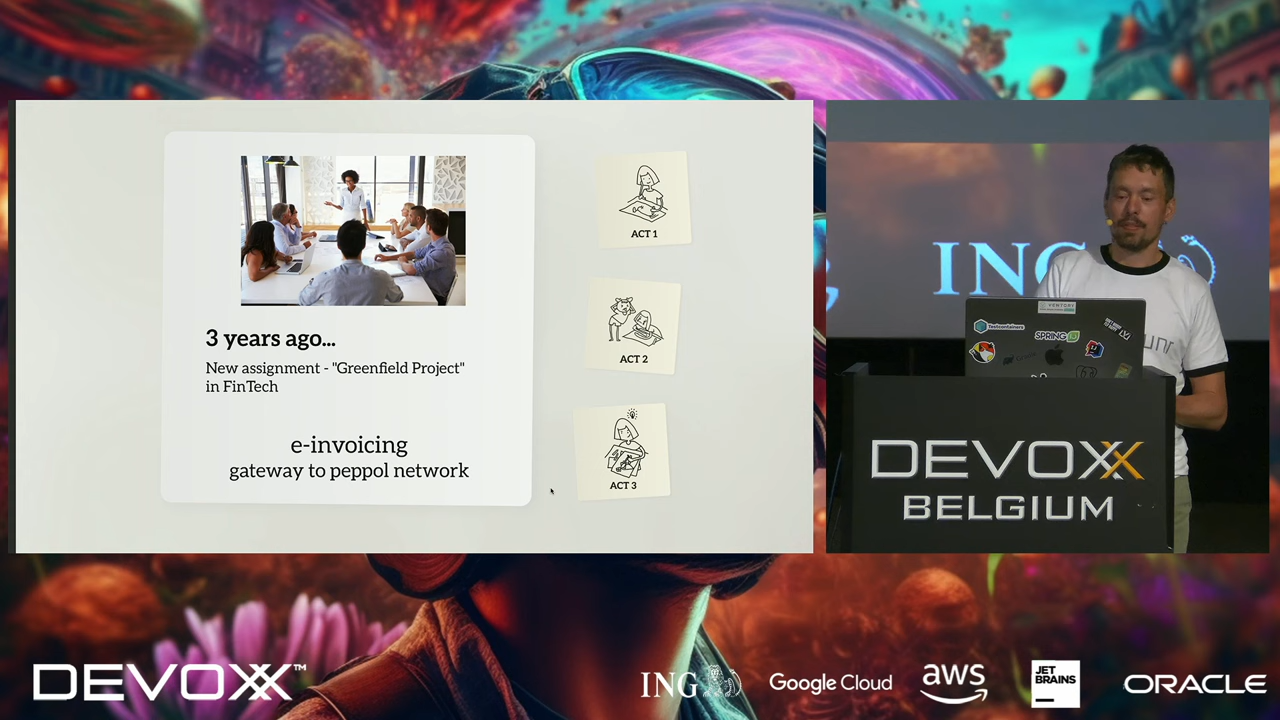 3 years ago...
New assignment - "Greenfield Project"
in FinTech
e-invoicing
gateway to peppol network
ACT 1
ACT 2
ACT 3
ING
SPRING
DEVOXX
BELGIUM
DEVOXX™
ING
Google Cloud
aws
JET
BRAINS
ORACLE